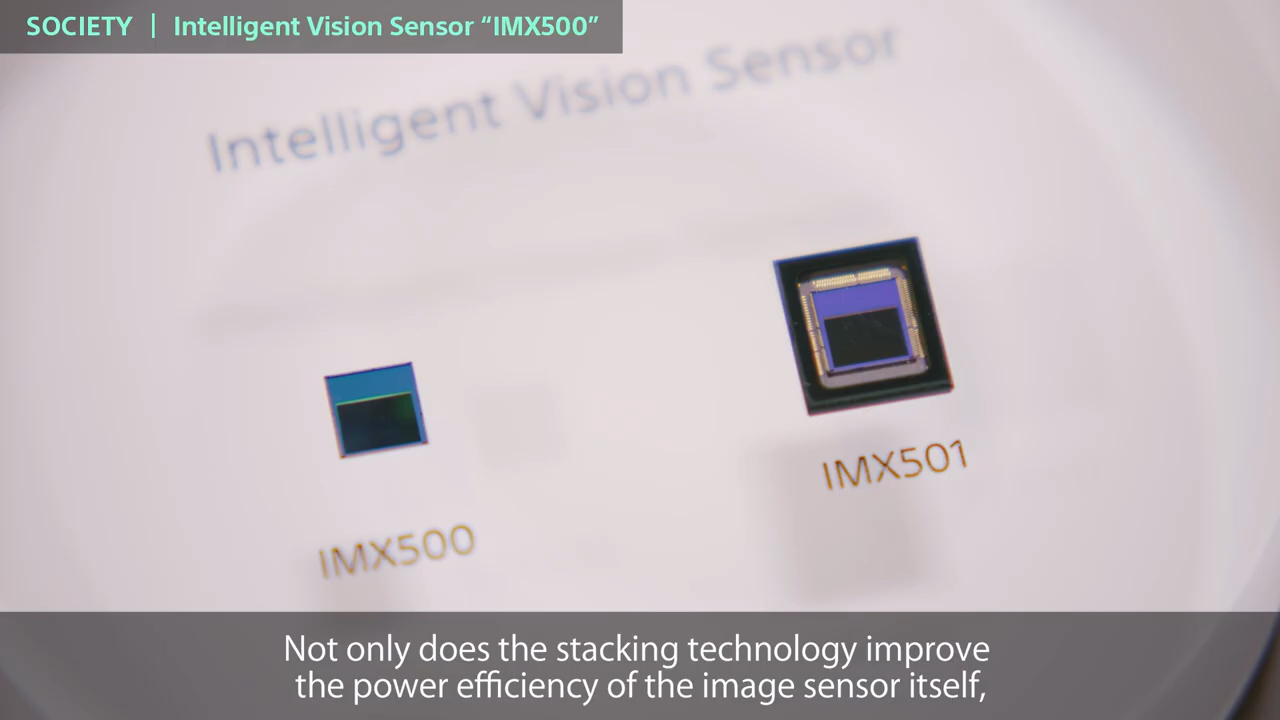 SOCIETY | Intelligent Vision Sensor “IMX500”
Intelligent Vision Sensor
IMX501
IMX500
Not only does the stacking technology improve
the power efficiency of the image sensor itself,